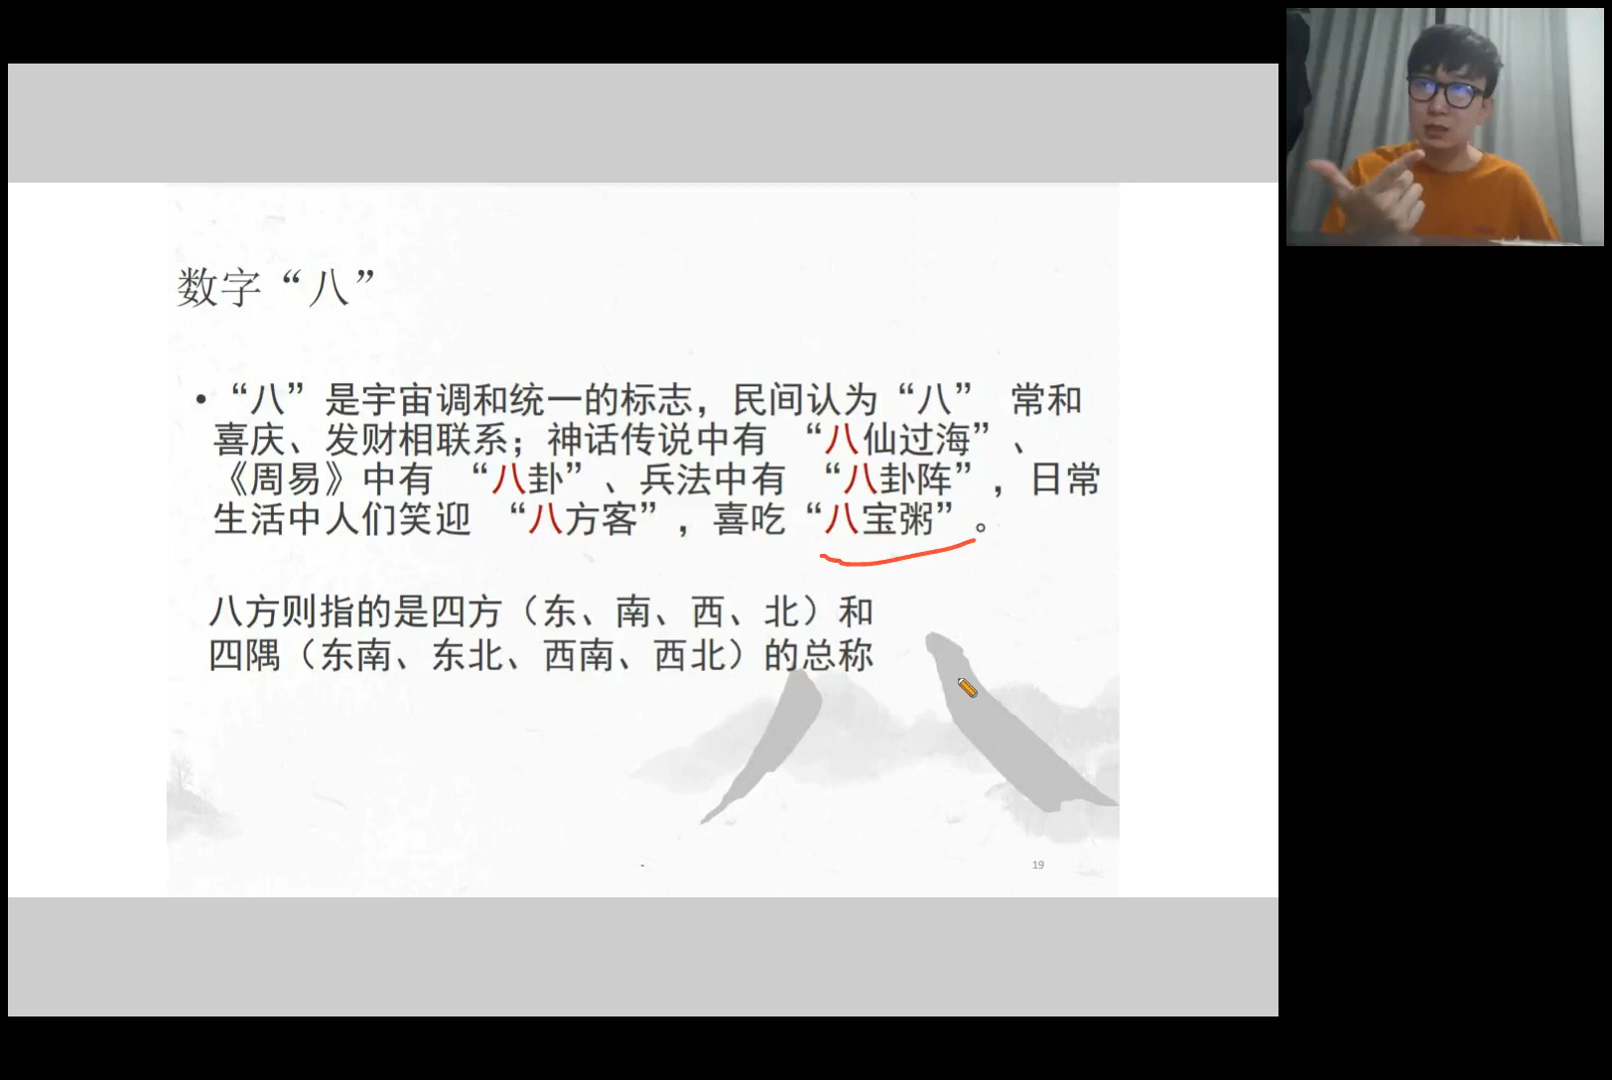 数字“八”
• “八”是宇宙调和统一的标志，民间认为“八” 常和
喜庆、发财相联系；神话传说中有 “八仙过海”、
《周易》中有 “八卦”、兵法中有 “八卦阵”，日常
生活中人们笑迎 “八方客”，喜吃“八宝粥”。
八方则指的是四方（东、南、西、北）和
四隅（东南、东北、西南、西北）的总称
八
19